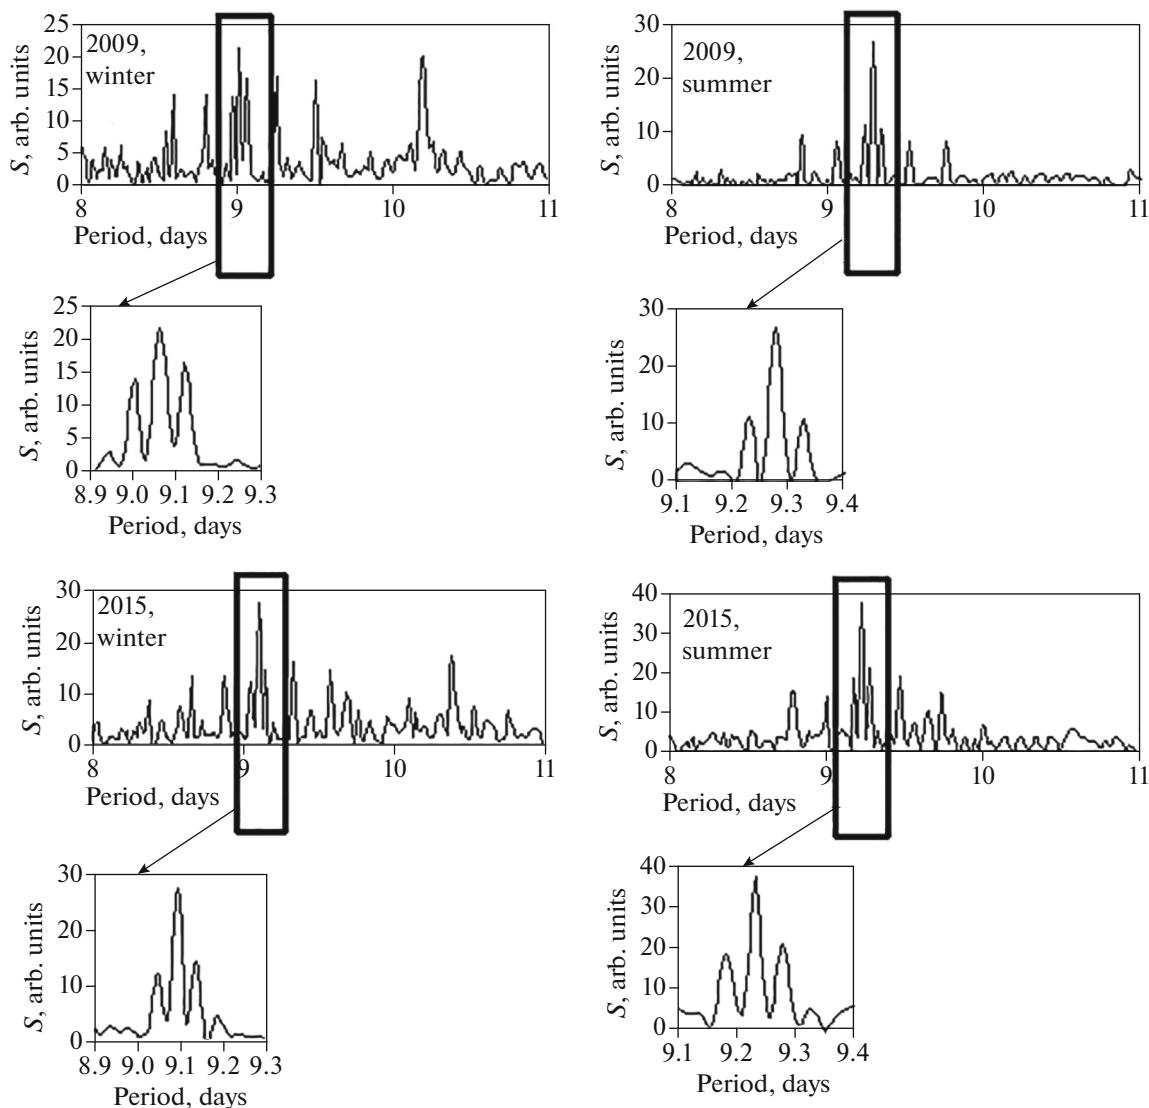 25
20
15
10
5
0
S, arb. units
2009,
winter
8 9 10 11
Period, days
30
20
10
0
S, arb. units
2009,
summer
8 9 10 11
Period, days
25
20
15
10
5
0
S, arb. units
8.9 9.0 9.1 9.2 9.3
Period, days
30
20
10
0
S, arb. units
9.1 9.2 9.3 9.4
Period, days
30
20
10
0
S, arb. units
2015,
winter
8 9 10 11
Period, days
40
30
20
10
0
S, arb. units
2015,
summer
8 9 10 11
Period, days
30
20
10
0
S, arb. units
8.9 9.0 9.1 9.2 9.3
Period, days
40
30
20
10
0
S, arb. units
9.1 9.2 9.3 9.4
Period, days